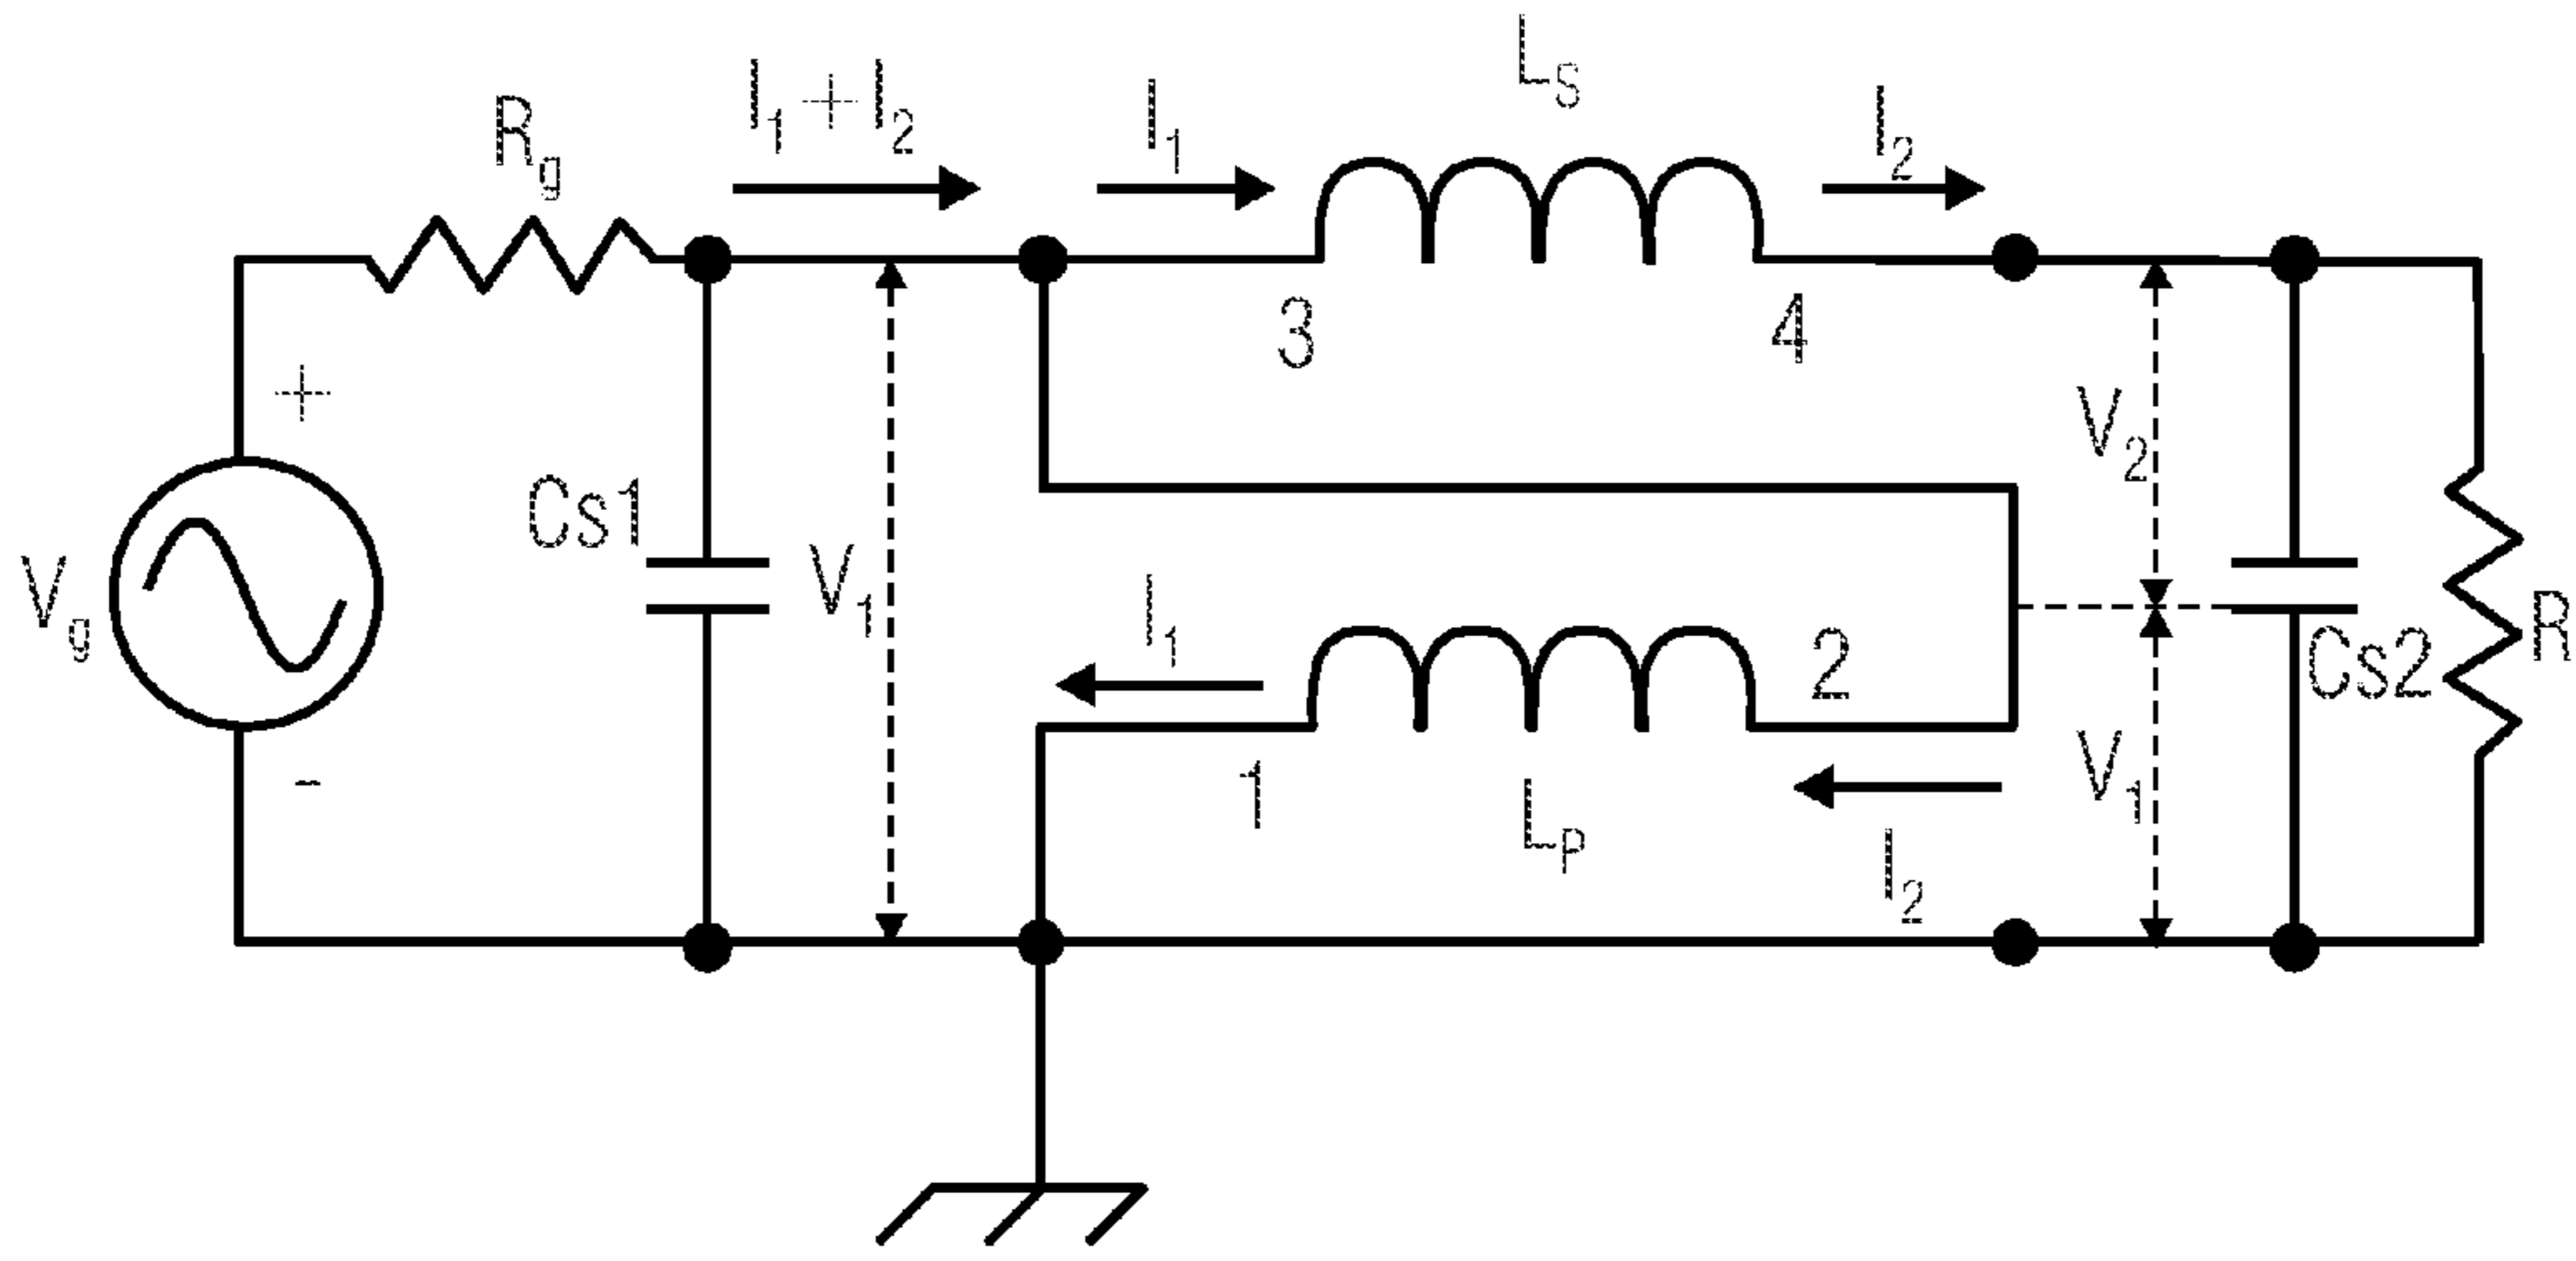 L_S
I_1 + I_2
I_1
I_2
R_g
+
3
4
V_2
Cs1
V_g
V_1
I_1
2
R
Cs2
-
1
L_P
V_1
I_2